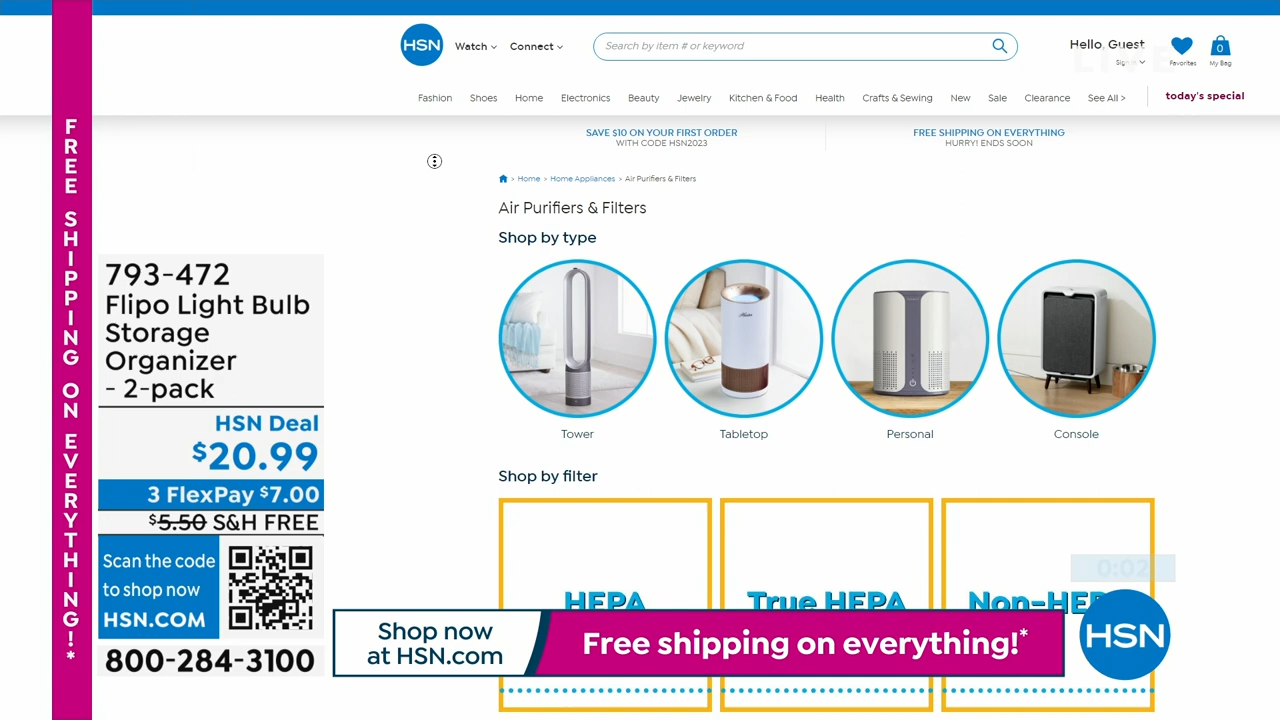 FREE SHIPPING ON EVERYTHING!*
HSN
Watch
Connect
Search by item # or keyword
Hello, Guest
Sign In
Favorites
0
My Bag
LIVE
Fashion
Shoes
Home
Electronics
Beauty
Jewelry
Kitchen & Food
Health
Crafts & Sewing
New
Sale
Clearance
See All >
today's special
SAVE $10 ON YOUR FIRST ORDER
WITH CODE HSN2023
FREE SHIPPING ON EVERYTHING
HURRY! ENDS SOON
> Home > Home Appliances > Air Purifiers & Filters
Air Purifiers & Filters
Shop by type
Tower
Tabletop
Personal
Console
Shop by filter
HEPA
True HEPA
0:02
793-472
Flipo Light Bulb
Storage
Organizer
- 2-pack
HSN Deal
$20.99
3 FlexPay $7.00
$5.50 S&H FREE
Scan the code
to shop now
HSN.COM
800-284-3100
Shop now
at HSN.com
Free shipping on everything!*
HSN